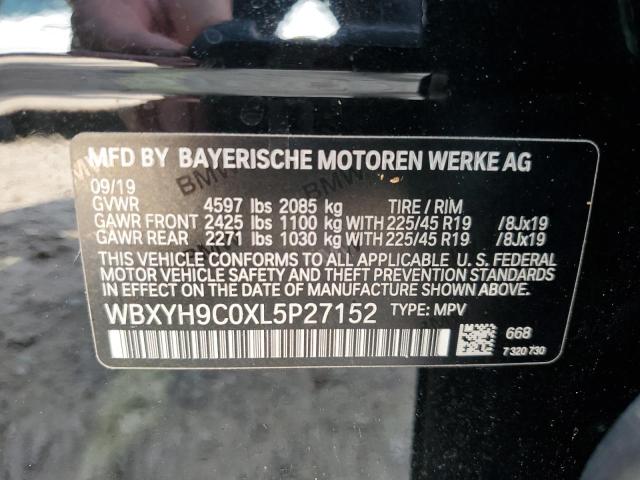 MFD BY BAYERISCHE MOTOREN WERKE AG
09/19
GVWR 4597 lbs 2085 kg TIRE / RIM
GAWR FRONT 2425 lbs 1100 kg WITH 225/45 R19 /8Jx19
GAWR REAR 2271 lbs 1030 kg WITH 225/45 R19 /8Jx19
THIS VEHICLE CONFORMS TO ALL APPLICABLE U. S. FEDERAL
MOTOR VEHICLE SAFETY AND THEFT PREVENTION STANDARDS
IN EFFECT ON THE DATE OF MANUFACTURE SHOWN ABOVE.
WBXYH9C0XL5P27152 TYPE: MPV
668
7 320 730